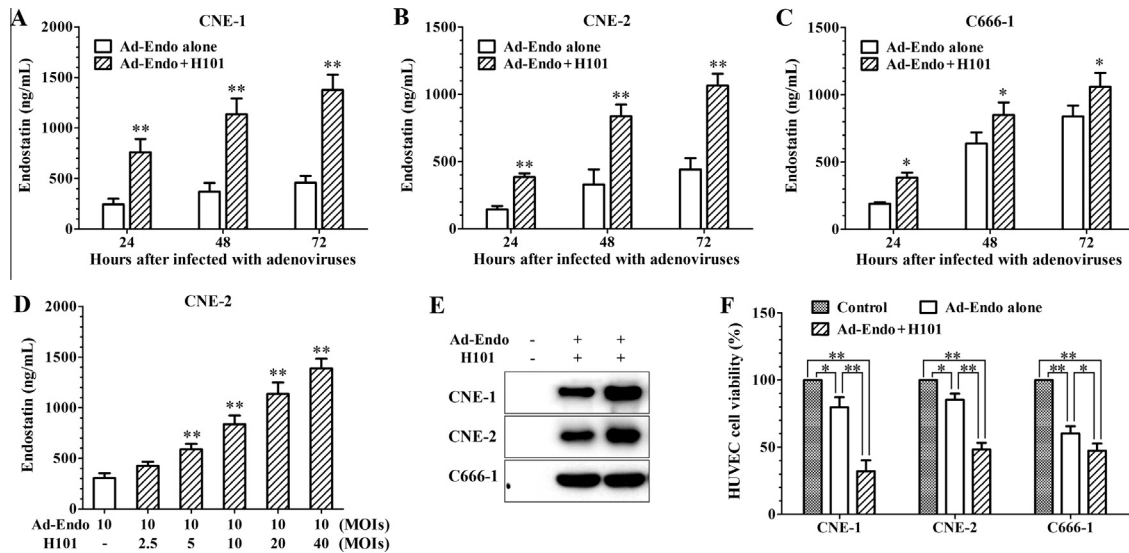 A
CNE-1
Endostatin (ng/mL)
2000
1500
1000
500
0
Ad-Endo alone
Ad-Endo+H101
**
**
**
24
48
72
Hours after infected with adenoviruses
B
CNE-2
Endostatin (ng/mL)
1500
1000
500
0
Ad-Endo alone
Ad-Endo+H101
**
**
**
24
48
72
Hours after infected with adenoviruses
C
C666-1
Endostatin (ng/mL)
1500
1000
500
0
Ad-Endo alone
Ad-Endo+H101
*
*
*
24
48
72
Hours after infected with adenoviruses
D
CNE-2
Endostatin (ng/mL)
2000
1500
1000
500
0
**
**
**
**
Ad-Endo 10 10 10 10 10 10 (MOIs)
H101 - 2.5 5 10 20 40 (MOIs)
E
Ad-Endo - + +
H101 - + +
CNE-1
CNE-2
C666-1
F
Control
Ad-Endo alone
Ad-Endo+H101
HUVEC cell viability (%)
150
100
50
0
**
* **
**
* **
**
** *
CNE-1
CNE-2
C666-1